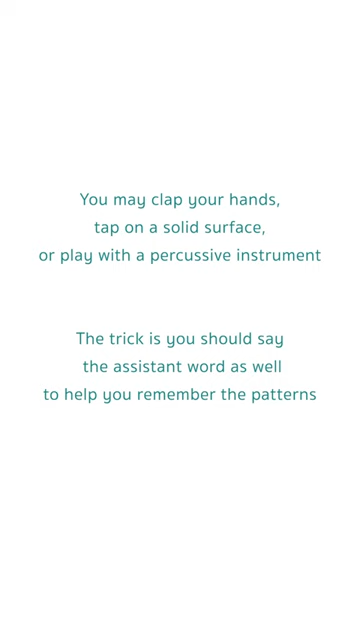 You may clap your hands,
tap on a solid surface,
or play with a percussive instrument
The trick is you should say
the assistant word as well
to help you remember the patterns